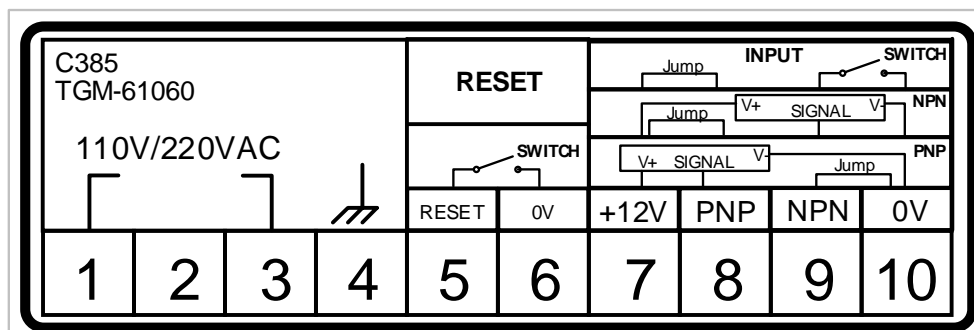 C385
TGM-61060
110V/220VAC
RESET
SWITCH
RESET 0V
INPUT
Jump SWITCH
V+ SIGNAL V- NPN
Jump
V+ SIGNAL V- PNP
Jump
+12V PNP NPN 0V
1 2 3 4 5 6 7 8 9 10